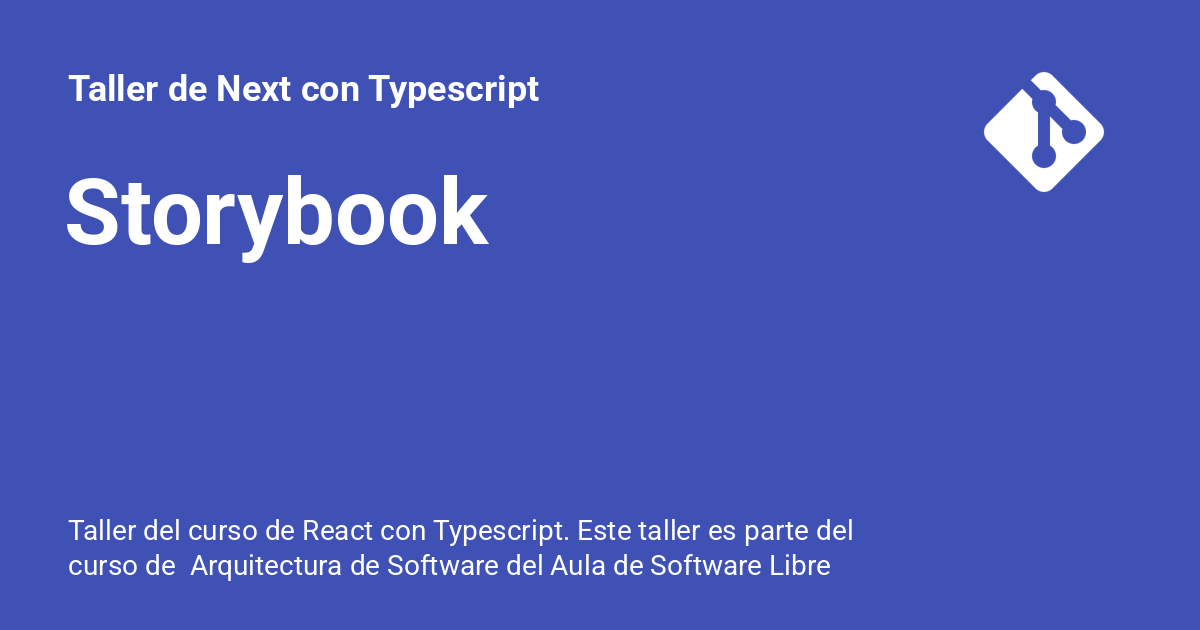 Taller de Next con Typescript
Storybook
Taller del curso de React con Typescript. Este taller es parte del
curso de  Arquitectura de Software del Aula de Software Libre